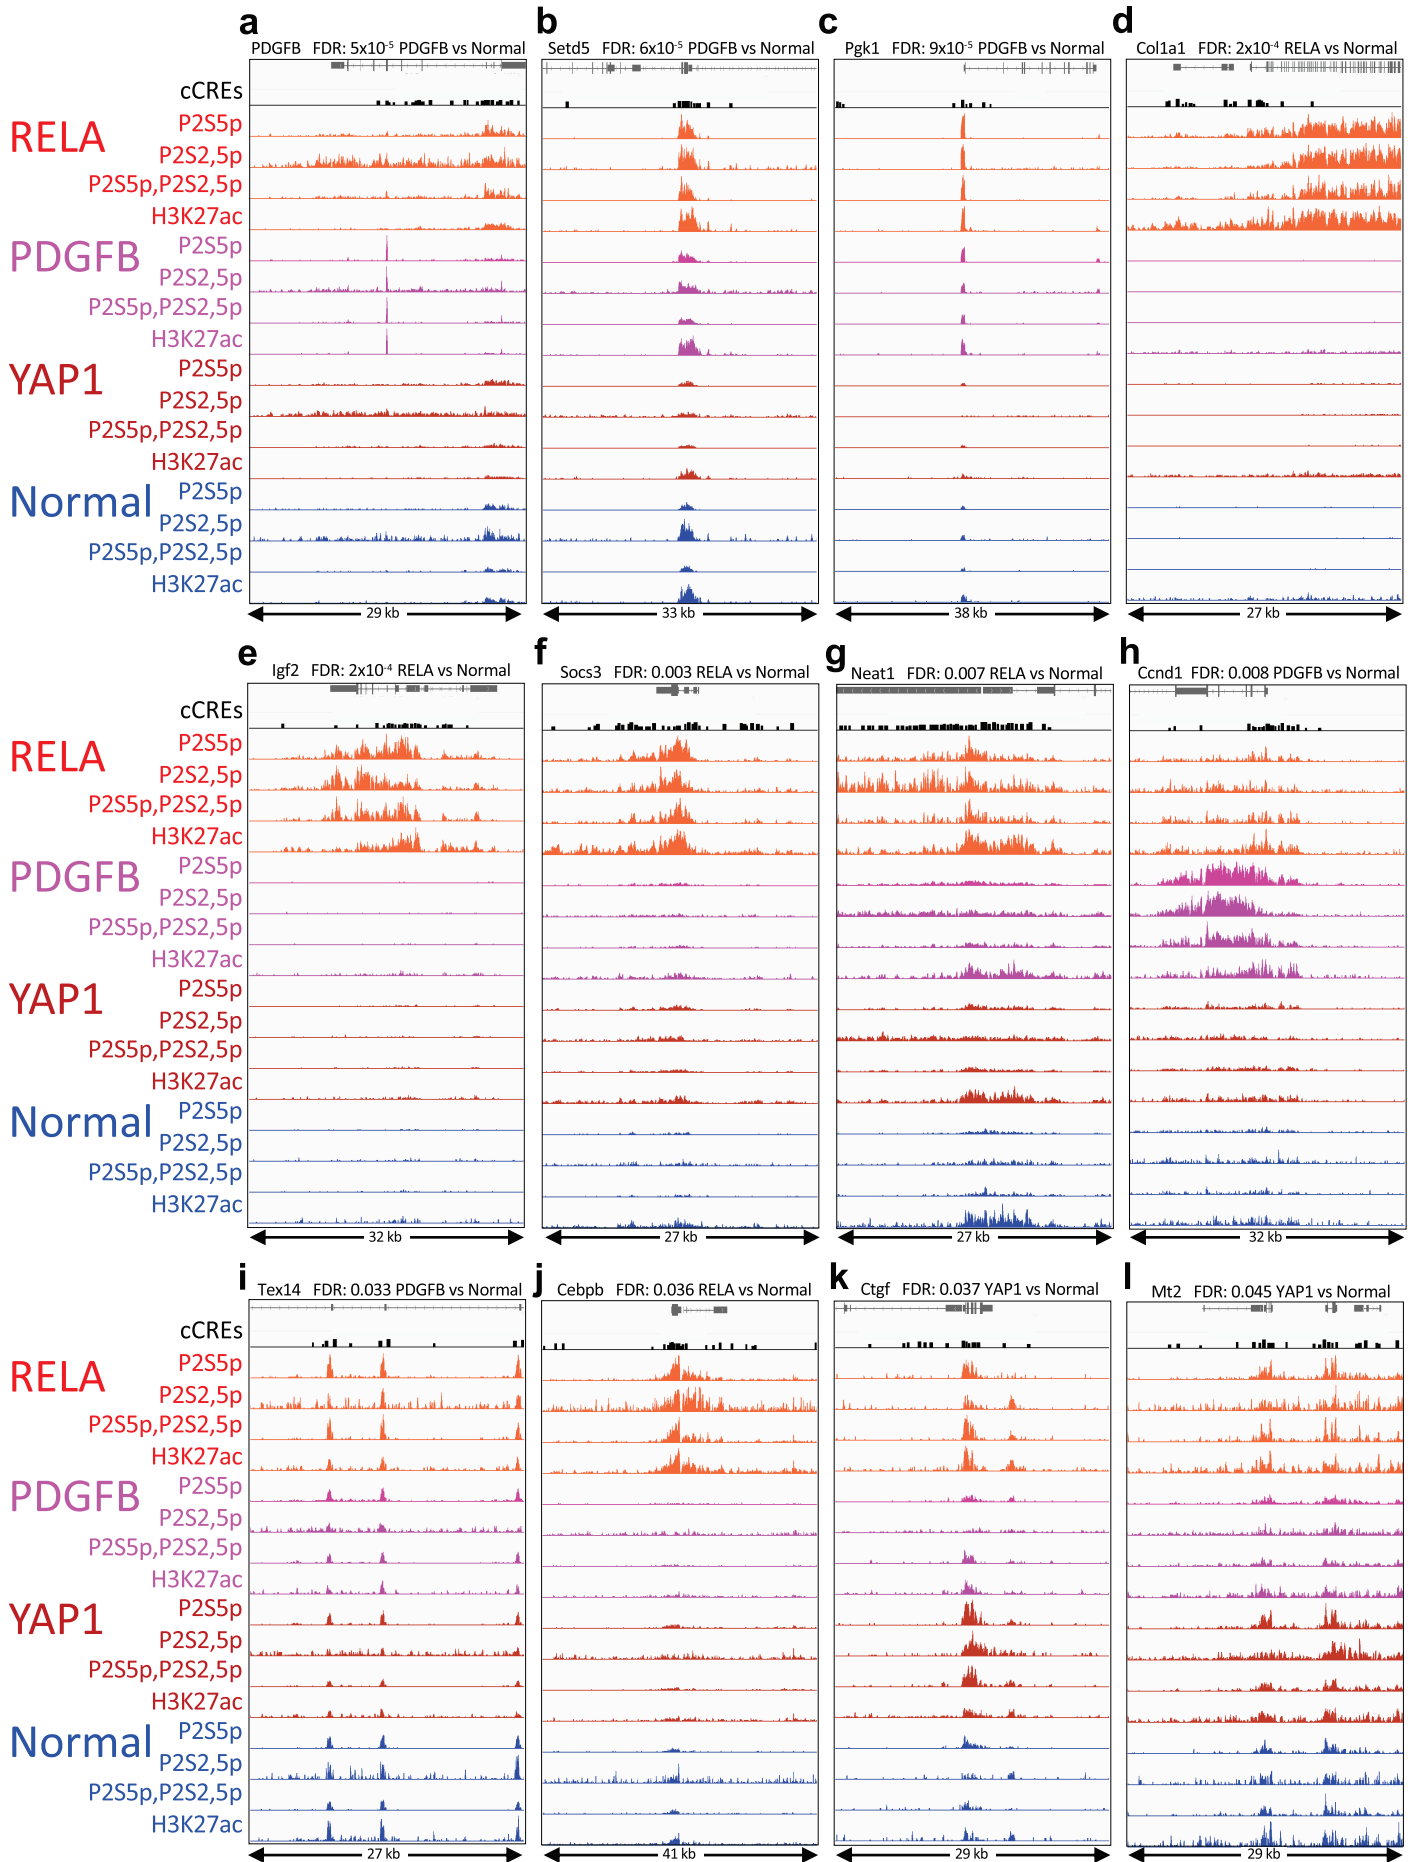 a b c d
PDGFB FDR: 5x10⁻⁵ PDGFB vs Normal
Setd5 FDR: 6x10⁻⁵ PDGFB vs Normal
Pgk1 FDR: 9x10⁻⁵ PDGFB vs Normal
Col1a1 FDR: 2x10⁻⁴ RELA vs Normal
cCREs
RELA
P2S5p
P2S2,5p
P2S5p,P2S2,5p
H3K27ac
PDGFB
P2S5p
P2S2,5p
P2S5p,P2S2,5p
H3K27ac
YAP1
P2S5p
P2S2,5p
P2S5p,P2S2,5p
H3K27ac
Normal
P2S5p
P2S2,5p
P2S5p,P2S2,5p
H3K27ac
29 kb 33 kb 38 kb 27 kb
e f g h
Igf2 FDR: 2x10⁻⁴ RELA vs Normal
Socs3 FDR: 0.003 RELA vs Normal
Neat1 FDR: 0.007 RELA vs Normal
Ccnd1 FDR: 0.008 PDGFB vs Normal
cCREs
RELA
P2S5p
P2S2,5p
P2S5p,P2S2,5p
H3K27ac
PDGFB
P2S5p
P2S2,5p
P2S5p,P2S2,5p
H3K27ac
YAP1
P2S5p
P2S2,5p
P2S5p,P2S2,5p
H3K27ac
Normal
P2S5p
P2S2,5p
P2S5p,P2S2,5p
H3K27ac
32 kb 27 kb 27 kb 32 kb
i j k l
Tex14 FDR: 0.033 PDGFB vs Normal
Cebpb FDR: 0.036 RELA vs Normal
Ctgf FDR: 0.037 YAP1 vs Normal
Mt2 FDR: 0.045 YAP1 vs Normal
cCREs
RELA
P2S5p
P2S2,5p
P2S5p,P2S2,5p
H3K27ac
PDGFB
P2S5p
P2S2,5p
P2S5p,P2S2,5p
H3K27ac
YAP1
P2S5p
P2S2,5p
P2S5p,P2S2,5p
H3K27ac
Normal
P2S5p
P2S2,5p
P2S5p,P2S2,5p
H3K27ac
27 kb 41 kb 29 kb 29 kb